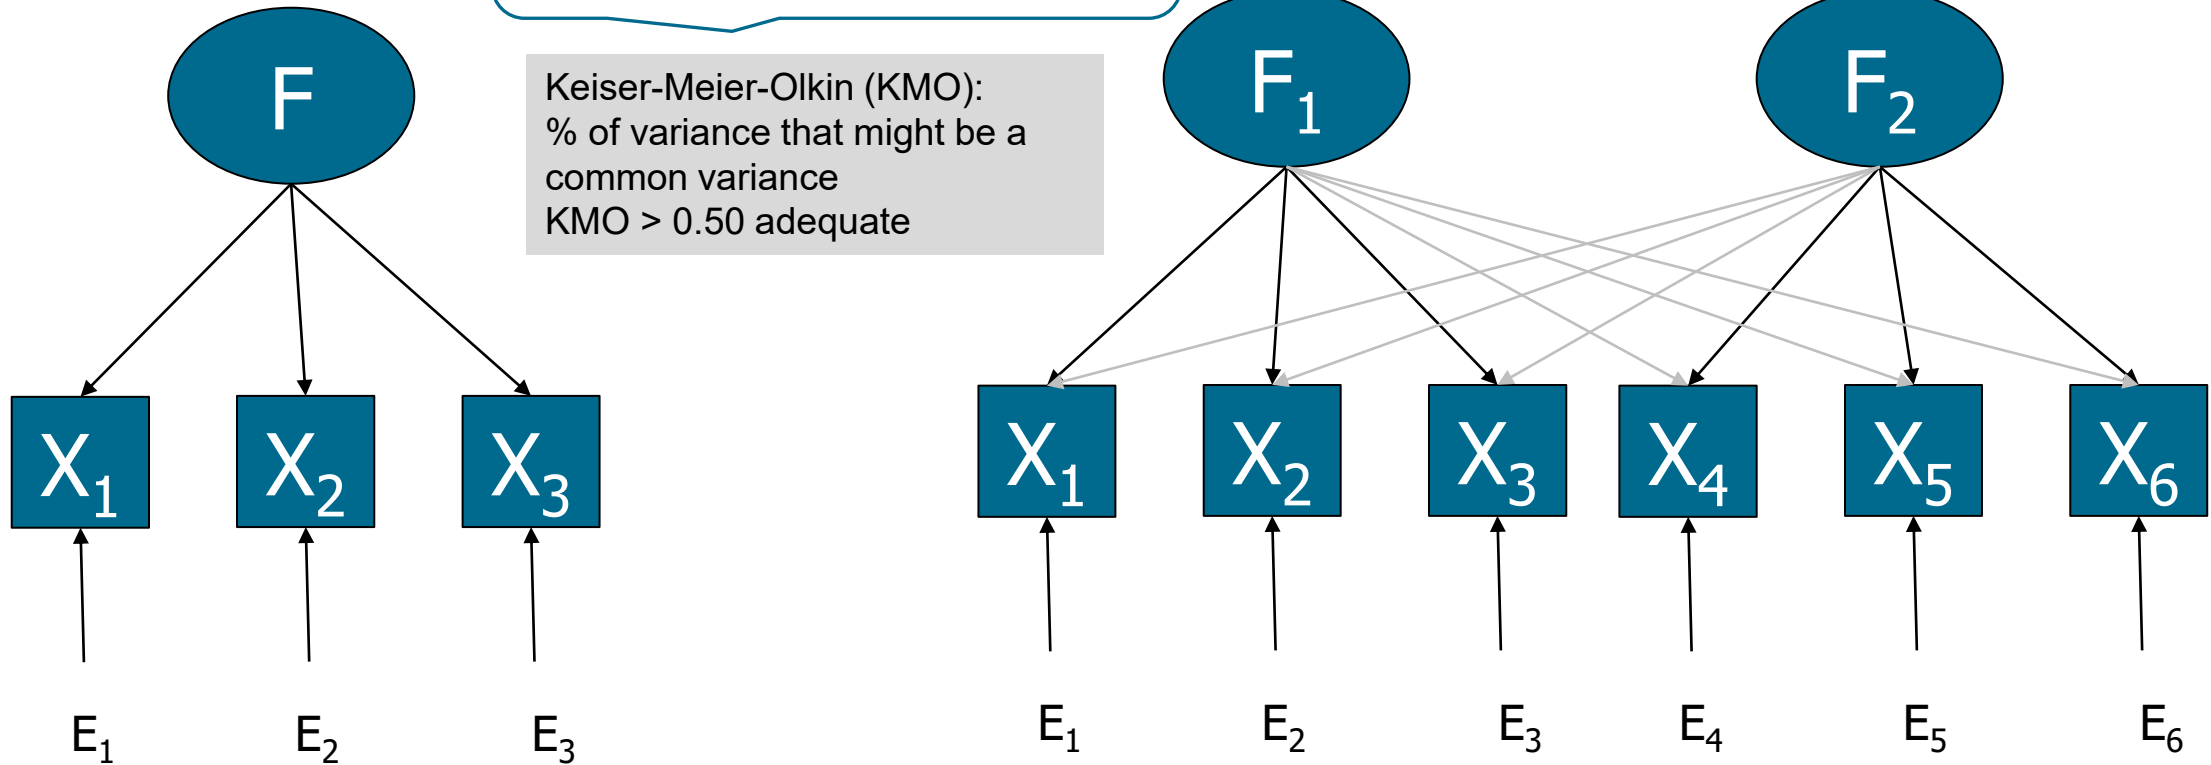 F
Keiser-Meier-Olkin (KMO):
% of variance that might be a
common variance
KMO > 0.50 adequate
F1
F2
X1 X2 X3
X1 X2 X3 X4 X5 X6
E1 E2 E3
E1 E2 E3 E4 E5 E6